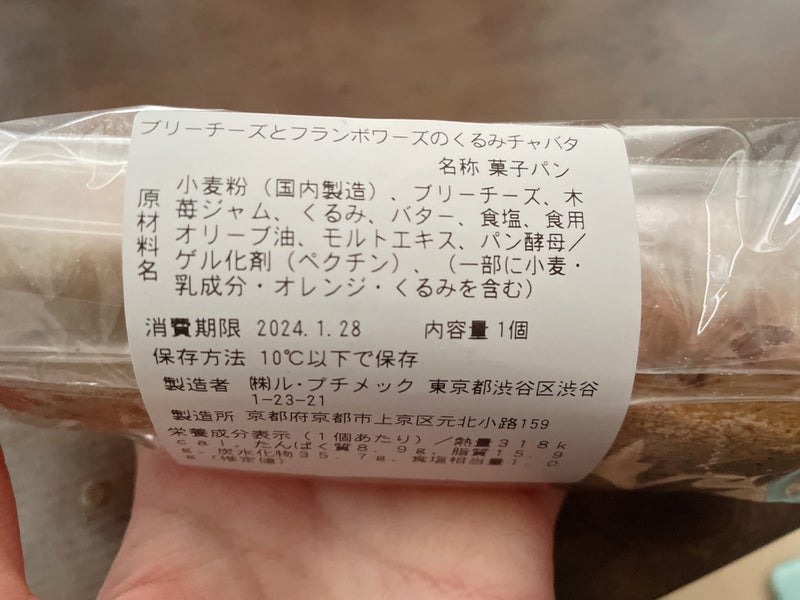 ブリーチーズとフランボワーズのくるみチャバタ
名称 菓子パン
原材料名
小麦粉（国内製造）、ブリーチーズ、木
苺ジャム、くるみ、バター、食塩、食用
オリーブ油、モルトエキス、パン酵母／
ゲル化剤（ペクチン）、（一部に小麦・
乳成分・オレンジ・くるみを含む）
消費期限 2024.1.28 内容量 1個
保存方法 10℃以下で保存
製造者 ㈱ル・プチメック 東京都渋谷区渋谷
1-23-21
製造所 京都府京都市上京区元北小路159
栄養成分表示（1個あたり）／熱量318k
cal、たんぱく質8.9g、脂質15.9
g、炭水化物35.7g、食塩相当量1.0
g（推定値）